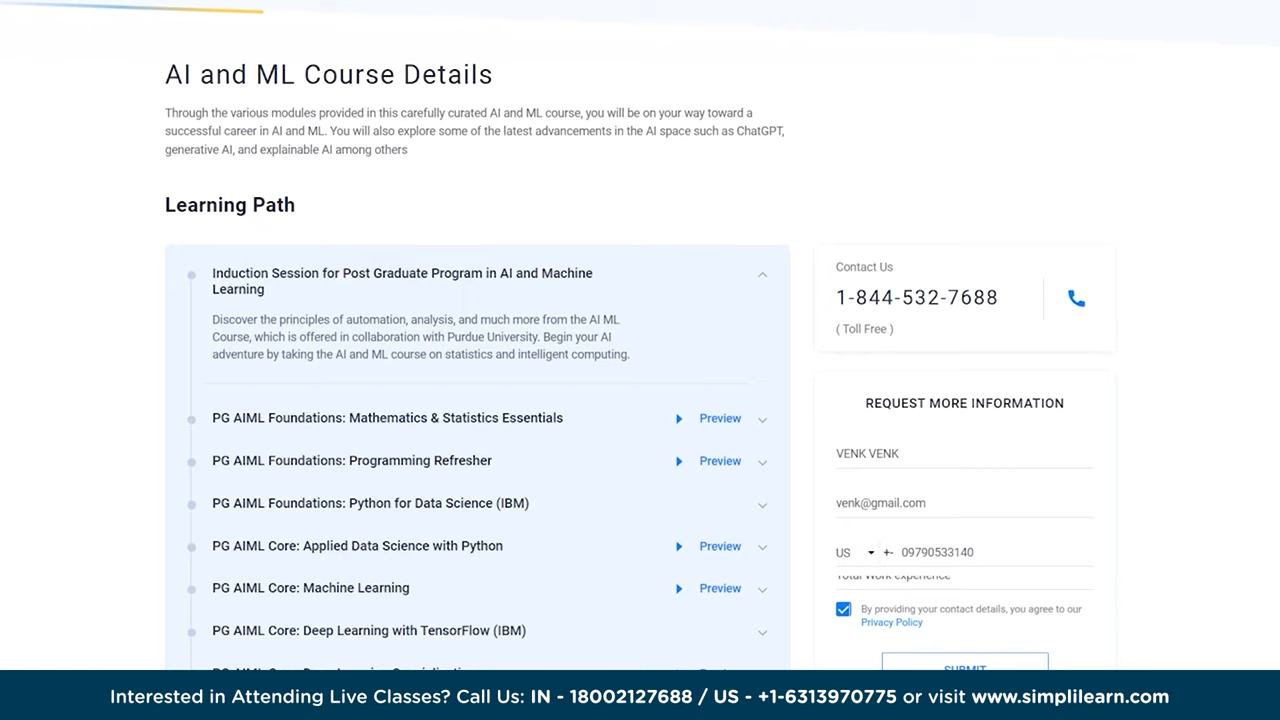 AI and ML Course Details
Through the various modules provided in this carefully curated AI and ML course, you will be on your way toward a
successful career in AI and ML. You will also explore some of the latest advancements in the AI space such as ChatGPT,
generative AI, and explainable AI among others
Learning Path
Induction Session for Post Graduate Program in AI and Machine
Learning
Discover the principles of automation, analysis, and much more from the AI ML
Course, which is offered in collaboration with Purdue University. Begin your AI
adventure by taking the AI and ML course on statistics and intelligent computing.
PG AIML Foundations: Mathematics & Statistics Essentials Preview
PG AIML Foundations: Programming Refresher Preview
PG AIML Foundations: Python for Data Science (IBM)
PG AIML Core: Applied Data Science with Python Preview
PG AIML Core: Machine Learning Preview
PG AIML Core: Deep Learning with TensorFlow (IBM)
Contact Us
1-844-532-7688
( Toll Free )
REQUEST MORE INFORMATION
VENK VENK
venk@gmail.com
US +- 09790533140
Total Work experience
By providing your contact details, you agree to our
Privacy Policy
SUBMIT
Interested in Attending Live Classes? Call Us: IN - 18002127688 / US - +1-6313970775 or visit www.simplilearn.com